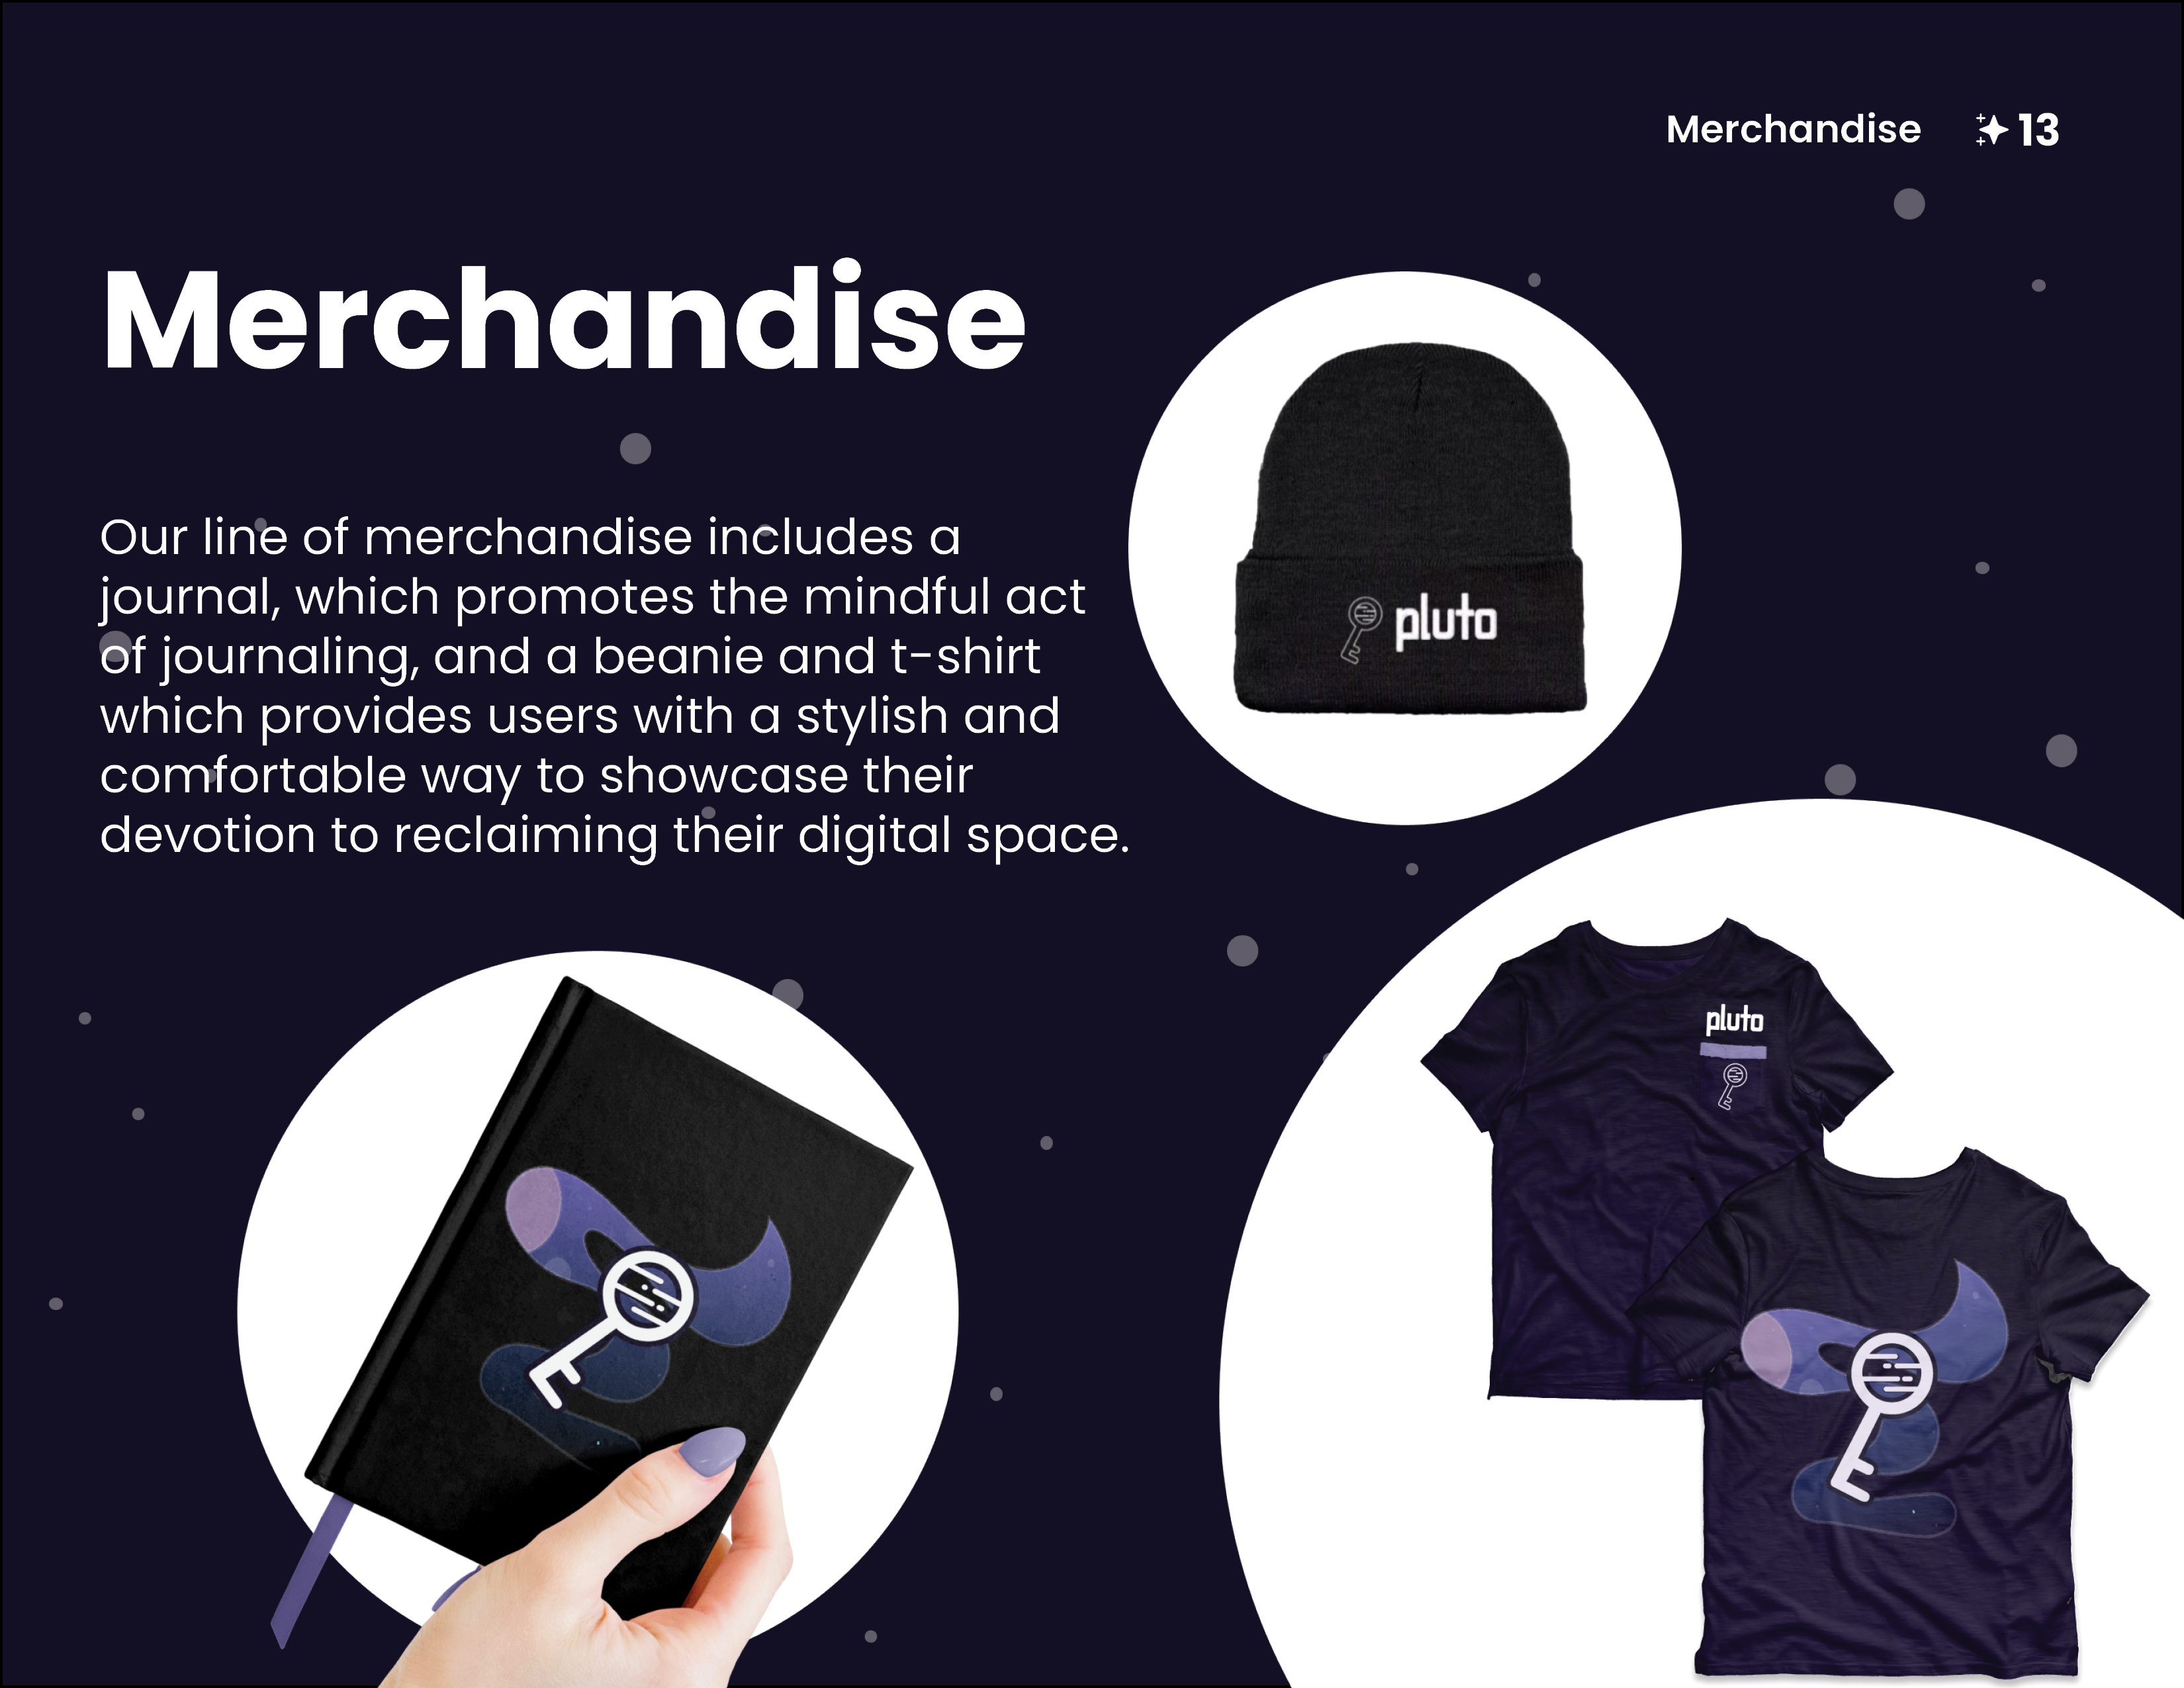 Merchandise 13
Merchandise
Our line of merchandise includes a
journal, which promotes the mindful act
of journaling, and a beanie and t-shirt
which provides users with a stylish and
comfortable way to showcase their
devotion to reclaiming their digital space.
pluto
pluto